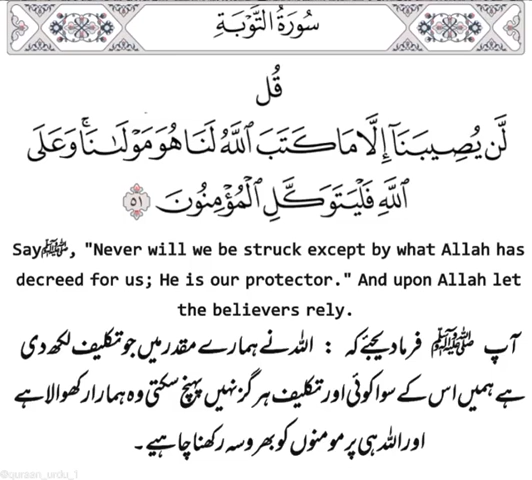 سُورَةُ التَّوْبَةِ
قُل
لَّن يُصِيبَنَآ إِلَّا مَا كَتَبَ ٱللَّهُ لَنَا هُوَ مَوْلَىٰنَا ۚ وَعَلَى
ٱللَّهِ فَلْيَتَوَكَّلِ ٱلْمُؤْمِنُونَ ٥١
Sayﷺ, "Never will we be struck except by what Allah has
decreed for us; He is our protector." And upon Allah let
the believers rely.
آپ ﷺ فرما دیجئے کہ : اللہ نے ہمارے مقدر میں جو تکلیف لکھ دی
ہے ہمیں اس کے سوا کوئی اور تکلیف ہرگز نہیں پہنچ سکتی وہ ہمارا رکھوالا ہے
اور اللہ ہی پر مومنوں کو بھروسہ رکھنا چاہیے۔
@quraan_urdu_1